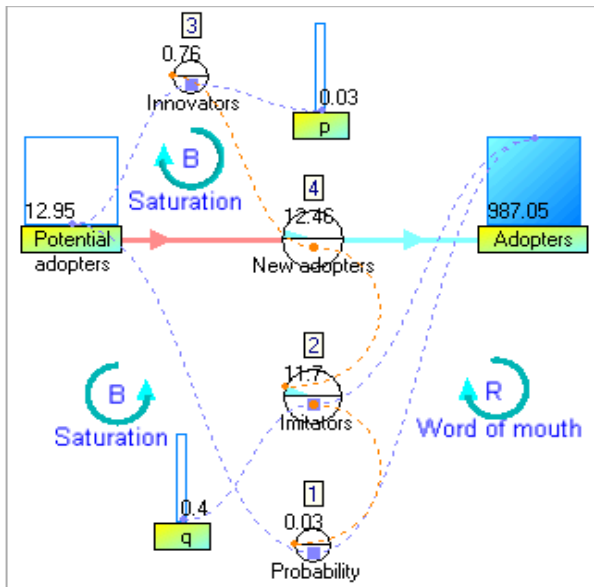 3
0.76
Innovators
0.03
p
B
Saturation
4
12.95
12.46
987.05
Potential
adopters
New adopters
Adopters
2
11.7
B
Saturation
Imitators
R
Word of mouth
0.4
q
1
0.03
Probability